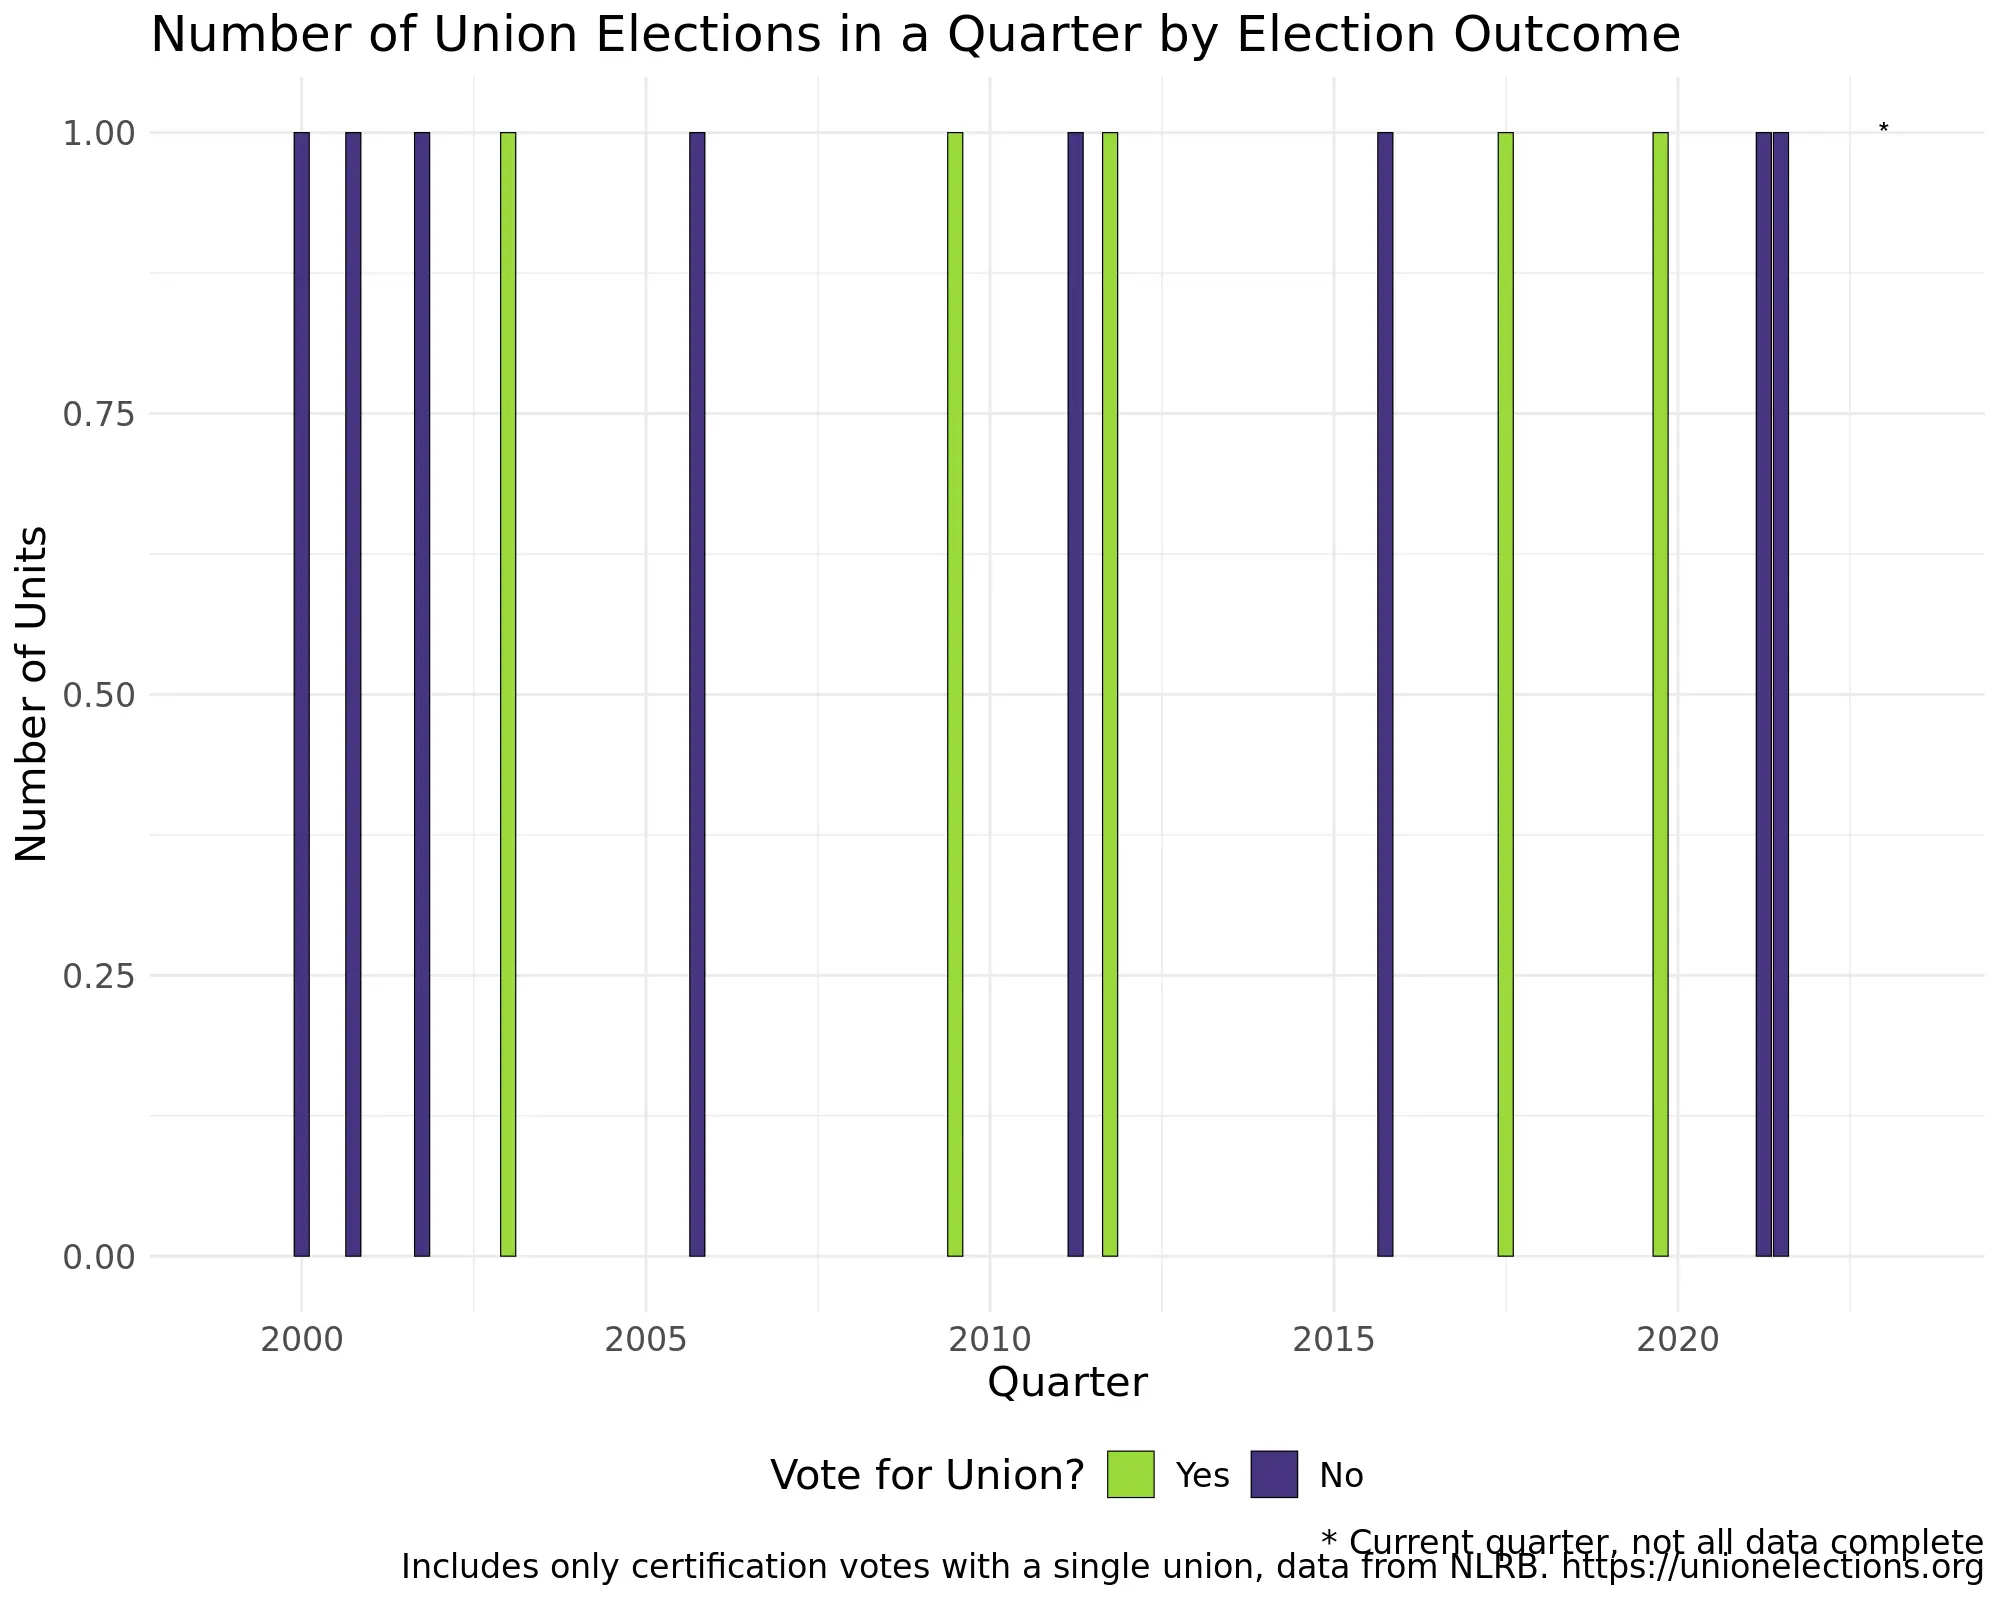 Number of Union Elections in a Quarter by Election Outcome
1.00
*
0.75
0.50
0.25
0.00
Number of Units
2000 2005 2010 2015 2020
Quarter
Vote for Union? Yes No
* Current quarter, not all data complete
Includes only certification votes with a single union, data from NLRB. https://unionelections.org